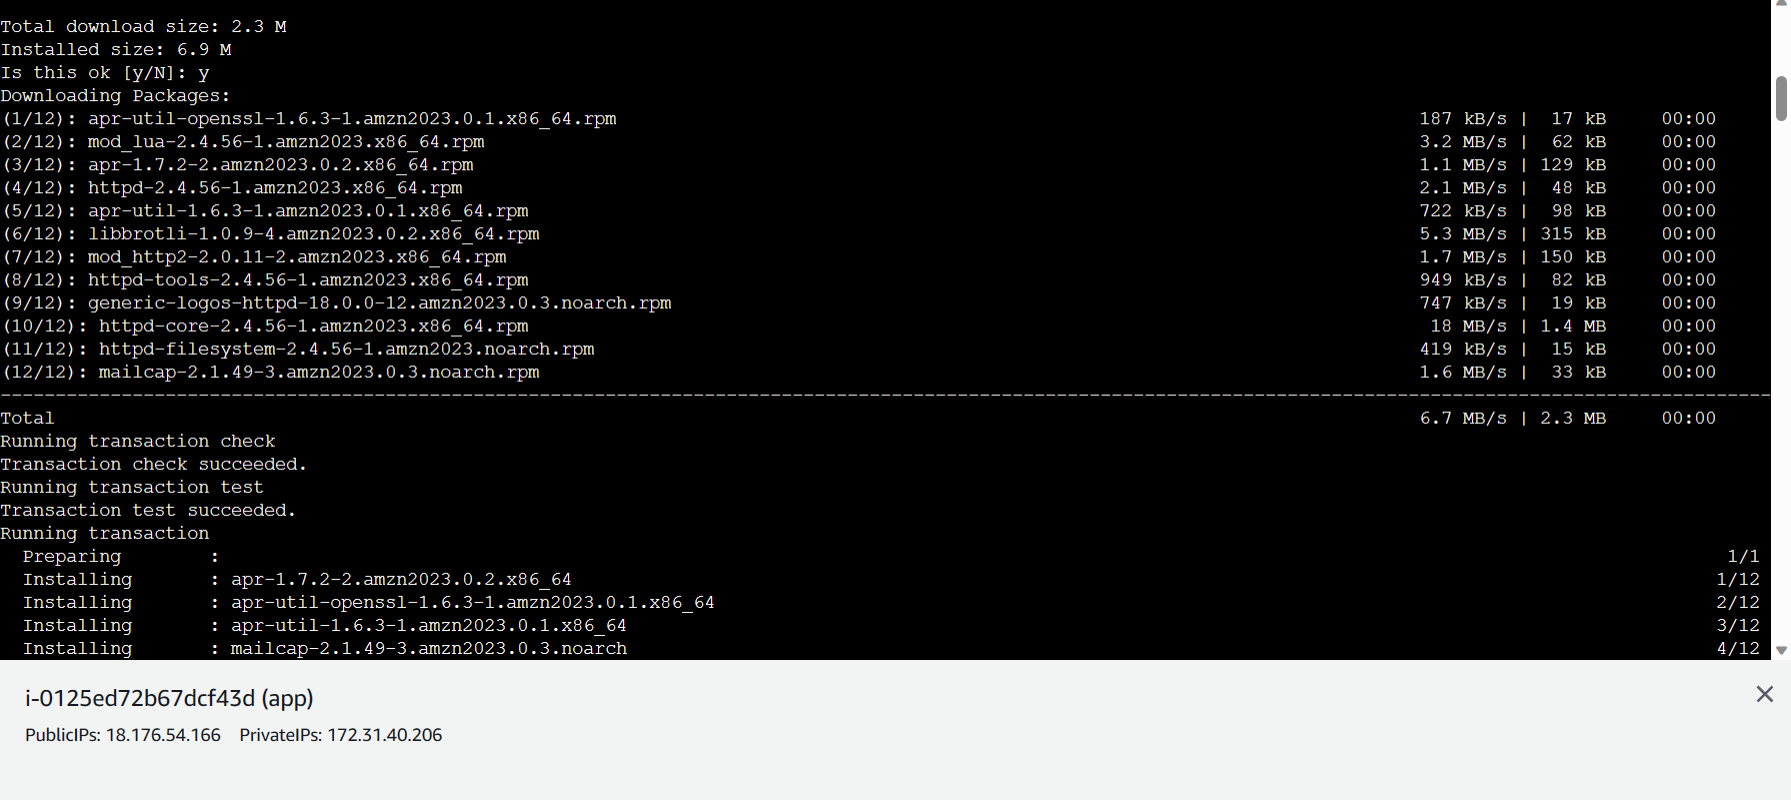 Total download size: 2.3 M
Installed size: 6.9 M
Is this ok [y/N]: y
Downloading Packages:
(1/12): apr-util-openssl-1.6.3-1.amzn2023.0.1.x86_64.rpm 187 kB/s | 17 kB 00:00
(2/12): mod_lua-2.4.56-1.amzn2023.x86_64.rpm 3.2 MB/s | 62 kB 00:00
(3/12): apr-1.7.2-2.amzn2023.0.2.x86_64.rpm 1.1 MB/s | 129 kB 00:00
(4/12): httpd-2.4.56-1.amzn2023.x86_64.rpm 2.1 MB/s | 48 kB 00:00
(5/12): apr-util-1.6.3-1.amzn2023.0.1.x86_64.rpm 722 kB/s | 98 kB 00:00
(6/12): libbrotli-1.0.9-4.amzn2023.0.2.x86_64.rpm 5.3 MB/s | 315 kB 00:00
(7/12): mod_http2-2.0.11-2.amzn2023.x86_64.rpm 1.7 MB/s | 150 kB 00:00
(8/12): httpd-tools-2.4.56-1.amzn2023.x86_64.rpm 949 kB/s | 82 kB 00:00
(9/12): generic-logos-httpd-18.0.0-12.amzn2023.0.3.noarch.rpm 747 kB/s | 19 kB 00:00
(10/12): httpd-core-2.4.56-1.amzn2023.x86_64.rpm 18 MB/s | 1.4 MB 00:00
(11/12): httpd-filesystem-2.4.56-1.amzn2023.noarch.rpm 419 kB/s | 15 kB 00:00
(12/12): mailcap-2.1.49-3.amzn2023.0.3.noarch.rpm 1.6 MB/s | 33 kB 00:00
Total 6.7 MB/s | 2.3 MB 00:00
Running transaction check
Transaction check succeeded.
Running transaction test
Transaction test succeeded.
Running transaction
Preparing : 1/1
Installing : apr-1.7.2-2.amzn2023.0.2.x86_64 1/12
Installing : apr-util-openssl-1.6.3-1.amzn2023.0.1.x86_64 2/12
Installing : apr-util-1.6.3-1.amzn2023.0.1.x86_64 3/12
Installing : mailcap-2.1.49-3.amzn2023.0.3.noarch 4/12
i-0125ed72b67dcf43d (app)
PublicIPs: 18.176.54.166 PrivateIPs: 172.31.40.206